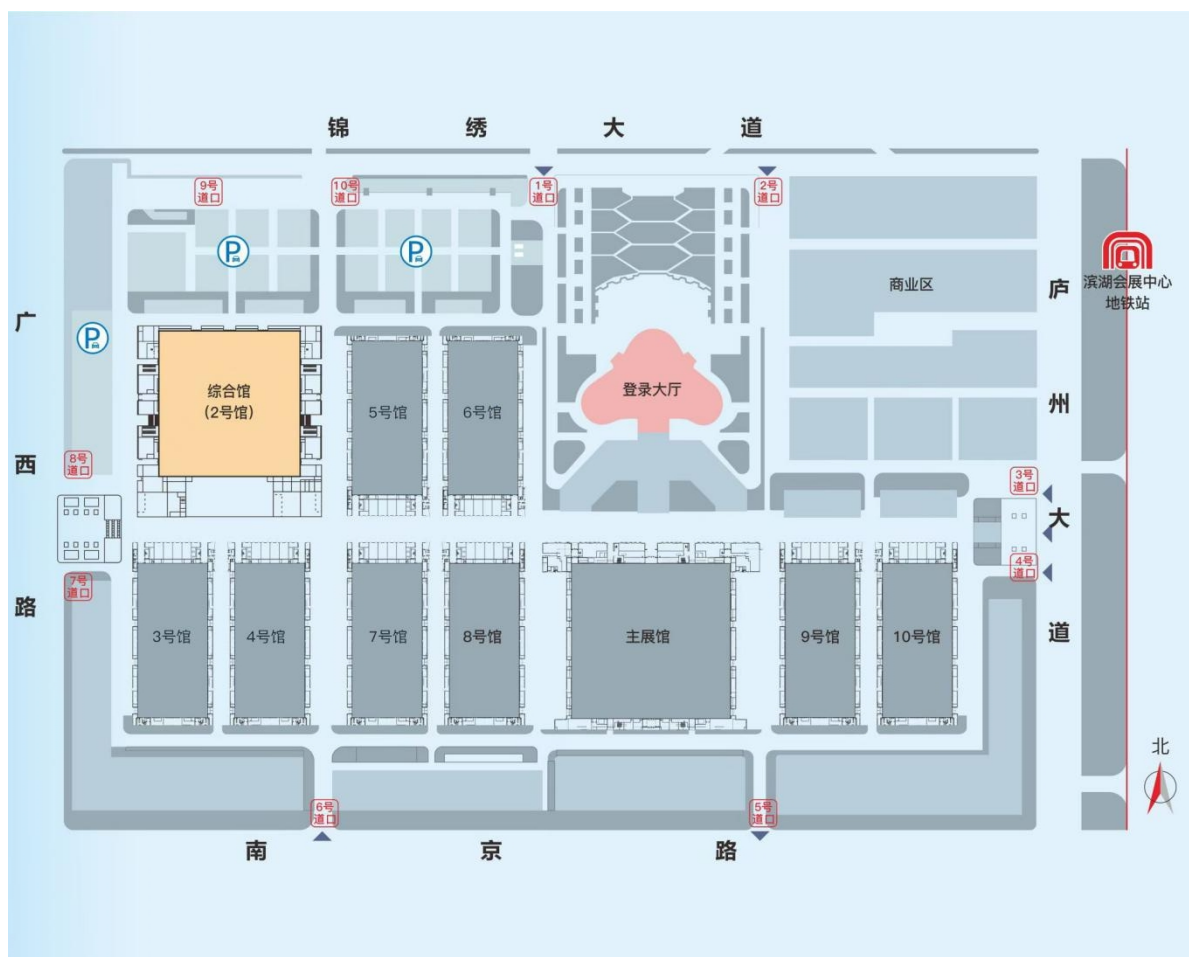 锦绣大道
9号
道口
10号
道口
1号
道口
2号
道口
P
P
商业区
滨湖会展中心
地铁站
广西路
庐州大道
P
综合馆
(2号馆)
5号馆
6号馆
登录大厅
8号
道口
3号
道口
7号
道口
4号
道口
3号馆
4号馆
7号馆
8号馆
主展馆
9号馆
10号馆
北
6号
道口
5号
道口
南京路